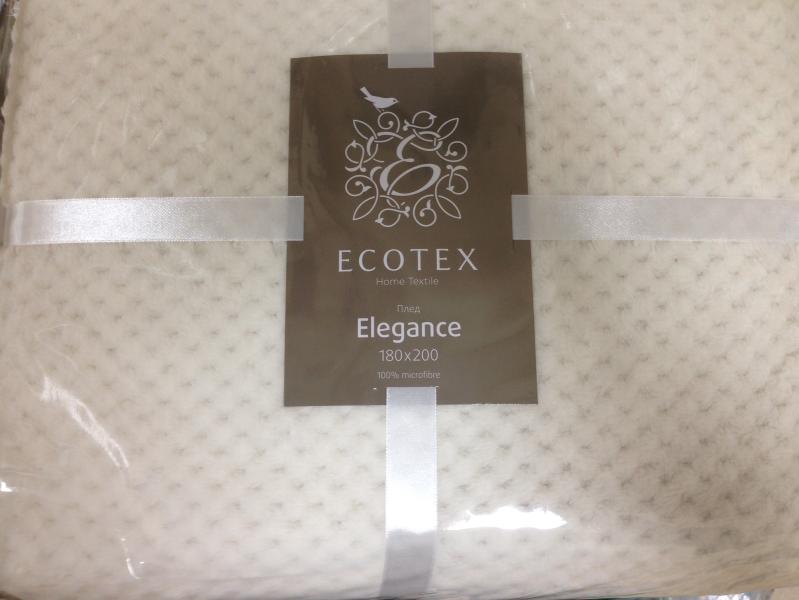 ECOTEX
Home Textile
Плед
Elegance
180x200
100% microfibre